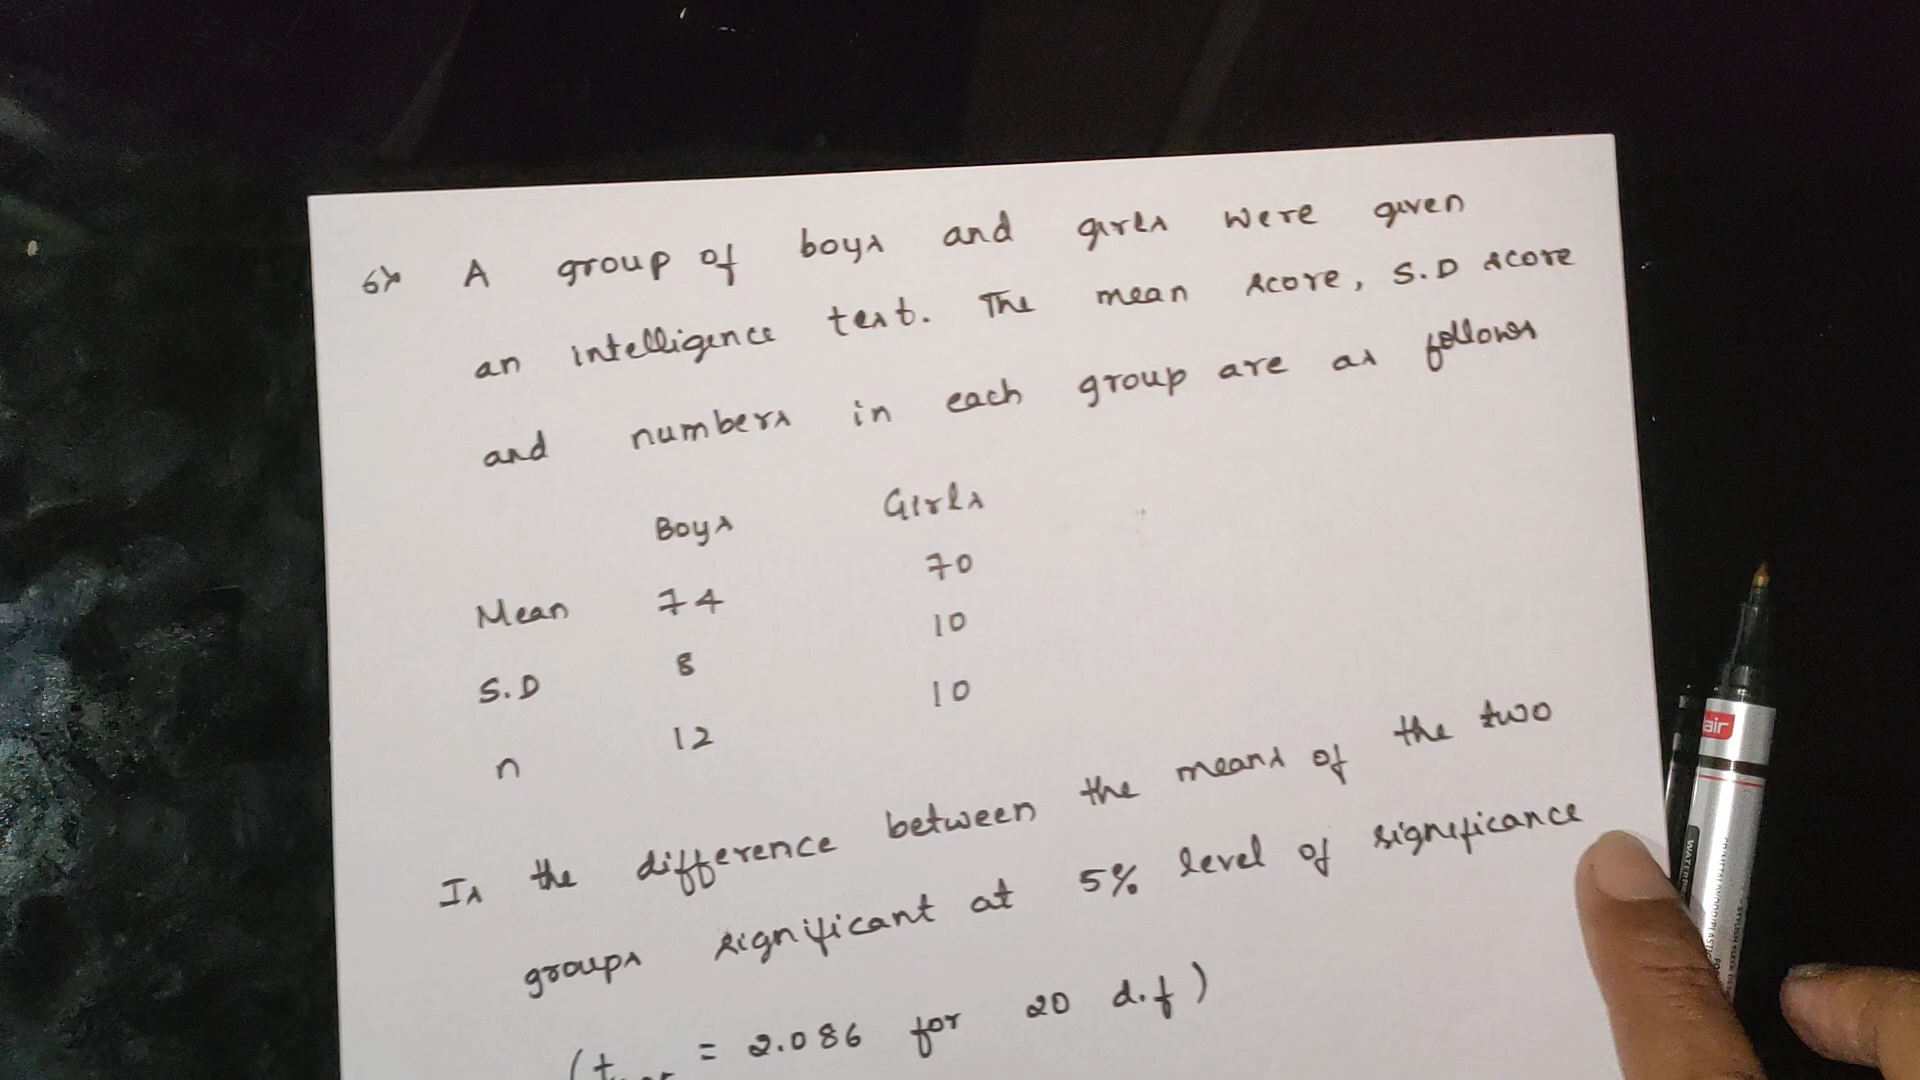 6) A group of boys and girls were given
an intelligence test. The mean score, S.D score
and numbers in each group are as follows
Boys Girls
Mean 74 70
S.D 8 10
n 12 10
Is the difference between the means of the two
groups significant at 5% level of significance
(t = 2.086 for 20 d.f)
air